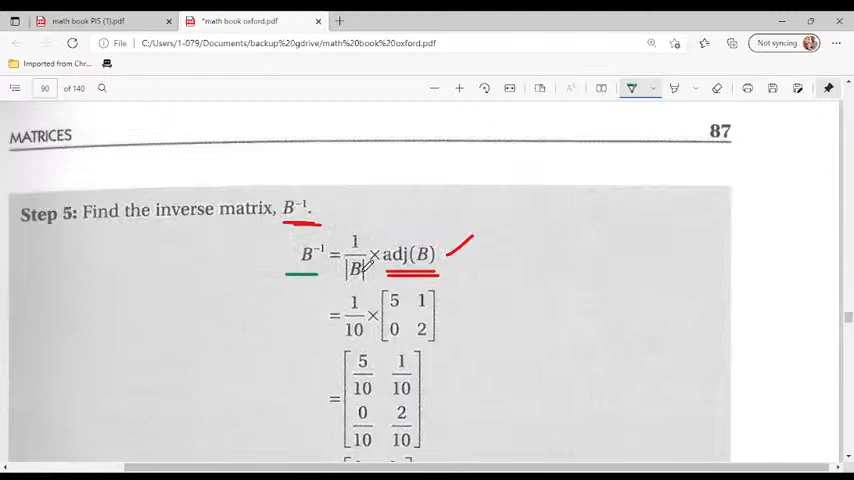 math book PIS (1).pdf
*math book oxford.pdf
File
C:/Users/1-079/Documents/backup%20gdrive/math%20book%20oxford.pdf
Not syncing
Imported from Chr...
90 of 140
MATRICES
87
Step 5: Find the inverse matrix, B⁻¹.
B⁻¹ = 1/|B| × adj(B)
= 1/10 × [5 1
0 2]
= [5/10 1/10
0/10 2/10]